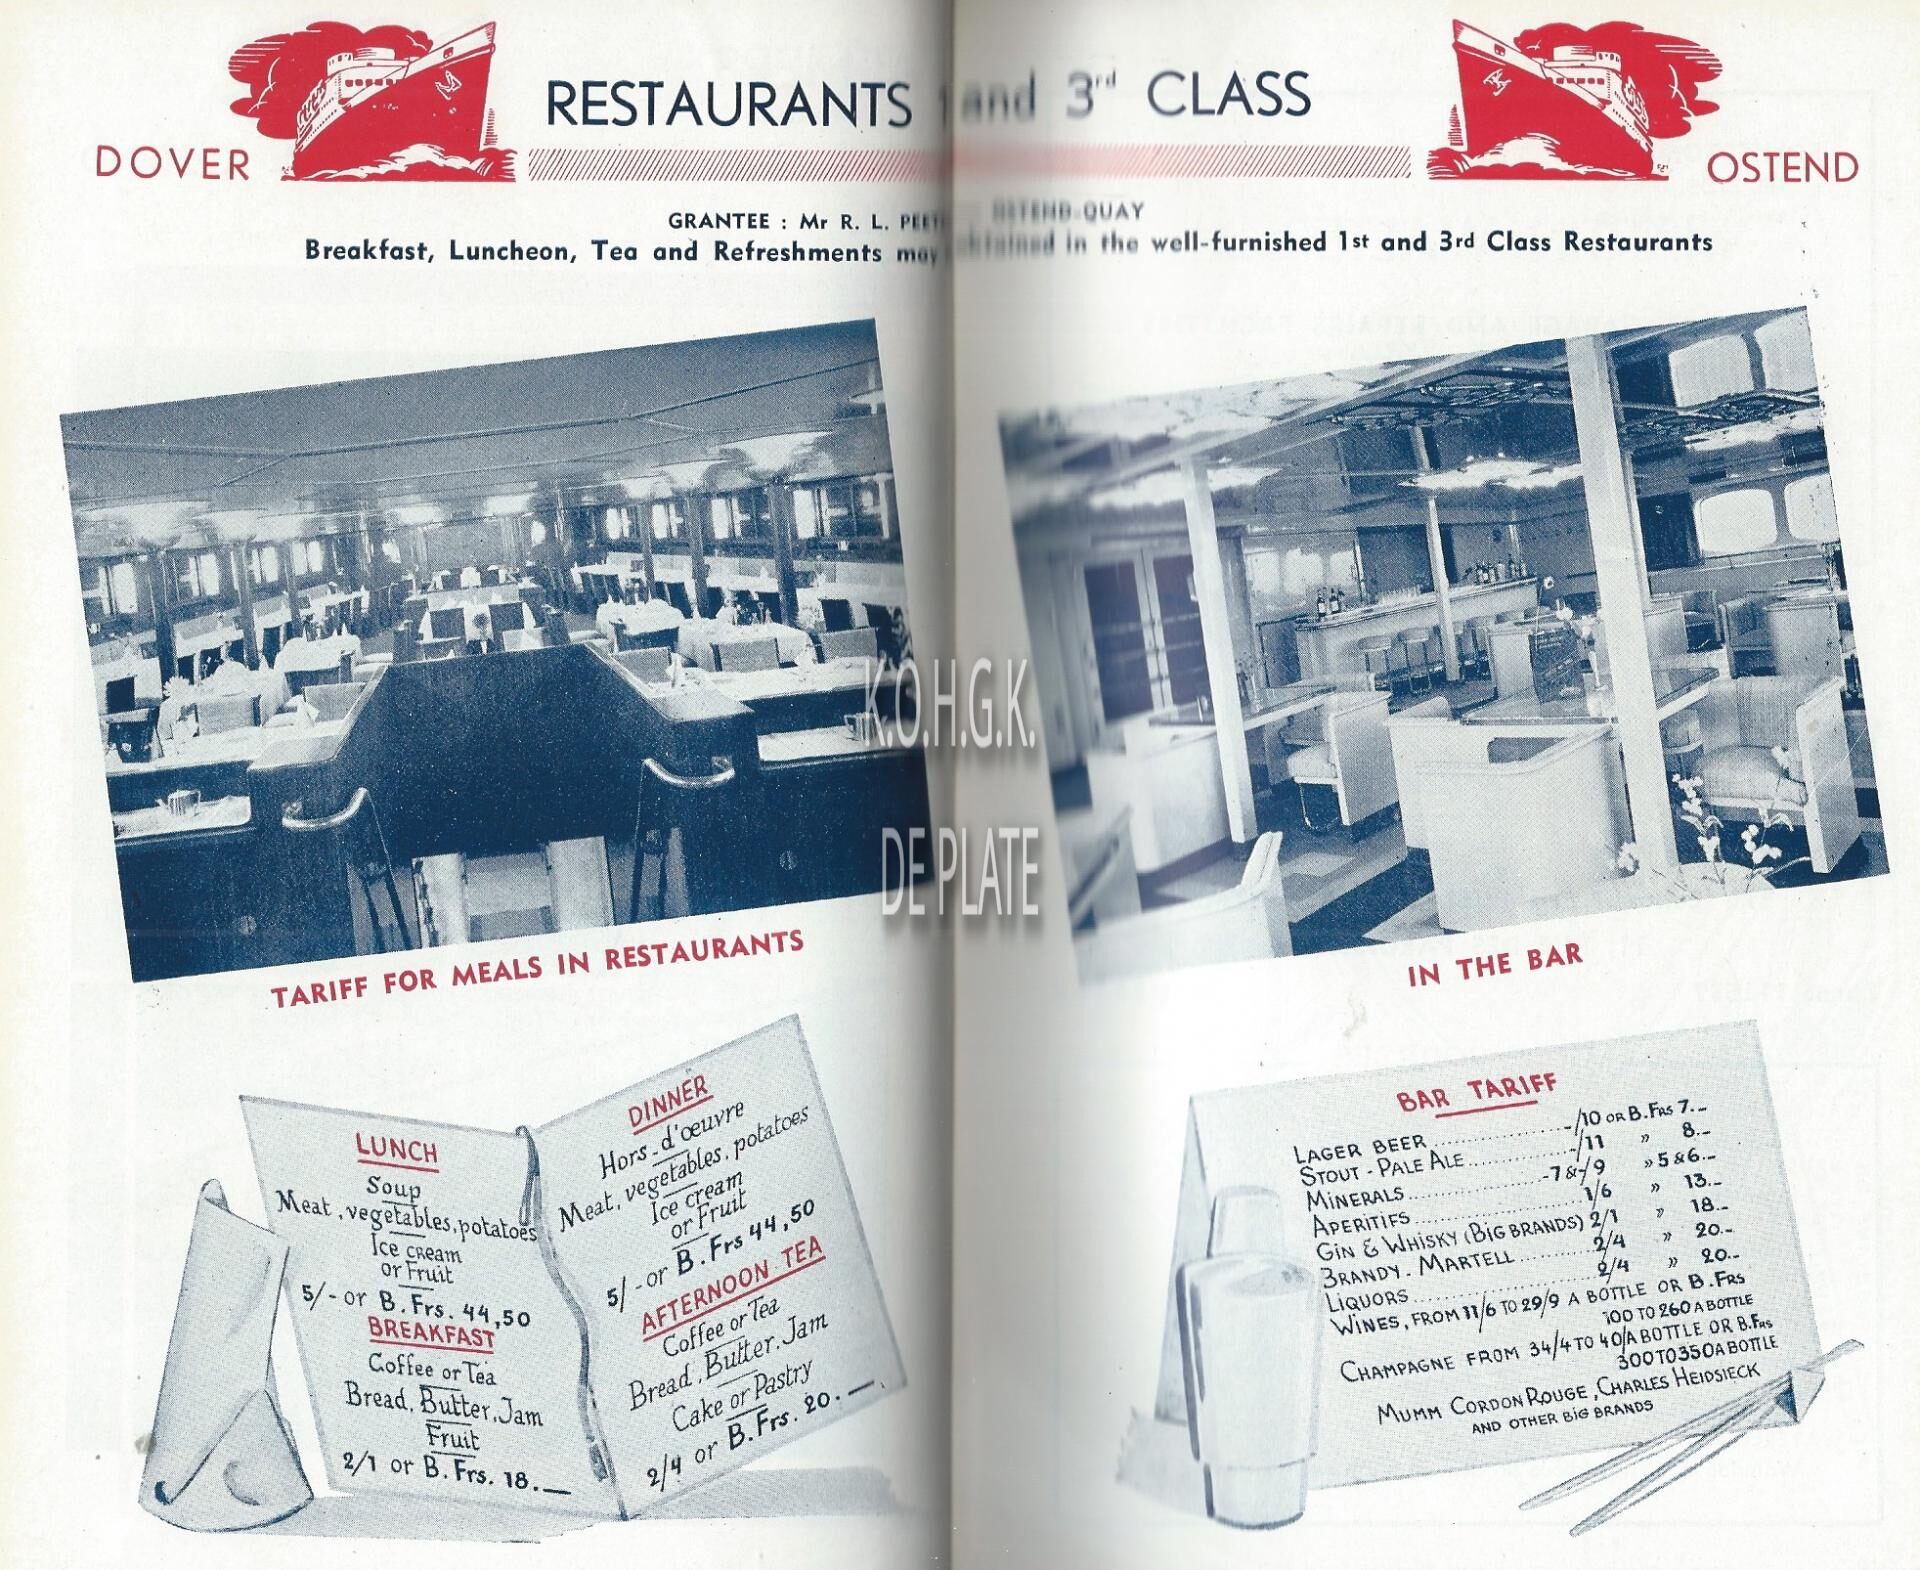 DOVER
RESTAURANTS 1 and 3rd CLASS
OSTEND
GRANTEE : Mr R. L. OSTEND-QUAY
Breakfast, Luncheon, Tea and Refreshments may obtained in the well-furnished 1st and 3rd Class Restaurants
K.O.H.G.K.
DE PLATE
TARIFF FOR MEALS IN RESTAURANTS
LUNCH
Soup
Meat, vegetables, potatoes
Ice cream
or Fruit
5/- or B. Frs. 44,50
BREAKFAST
Coffee or Tea
Bread, Butter, Jam
Fruit
2/1 or B. Frs. 18.—
DINNER
Hors-d'œuvre
Meat, vegetables, potatoes
Ice cream
or Fruit
5/- or B. Frs 44,50
AFTERNOON TEA
Coffee or Tea
Bread, Butter, Jam
Cake or Pastry
2/4 or B. Frs. 20.—
IN THE BAR
BAR TARIFF
LAGER BEER -/10 OR B.FRS 7.-
STOUT - PALE ALE -/11 » 8.-
MINERALS -7 & -/9 » 5 & 6.-
APERITIFS 1/6 » 13.-
GIN & WHISKY (BIG BRANDS) 2/1 » 18.-
BRANDY - MARTELL 2/4 » 20.-
LIQUORS 2/4 » 20.-
WINES, FROM 11/6 TO 29/9 A BOTTLE OR B. FRS
100 TO 260 A BOTTLE
CHAMPAGNE FROM 34/4 TO 40/A BOTTLE OR B.FRS
300 TO 350 A BOTTLE
MUMM CORDON ROUGE, CHARLES HEIDSIECK
AND OTHER BIG BRANDS